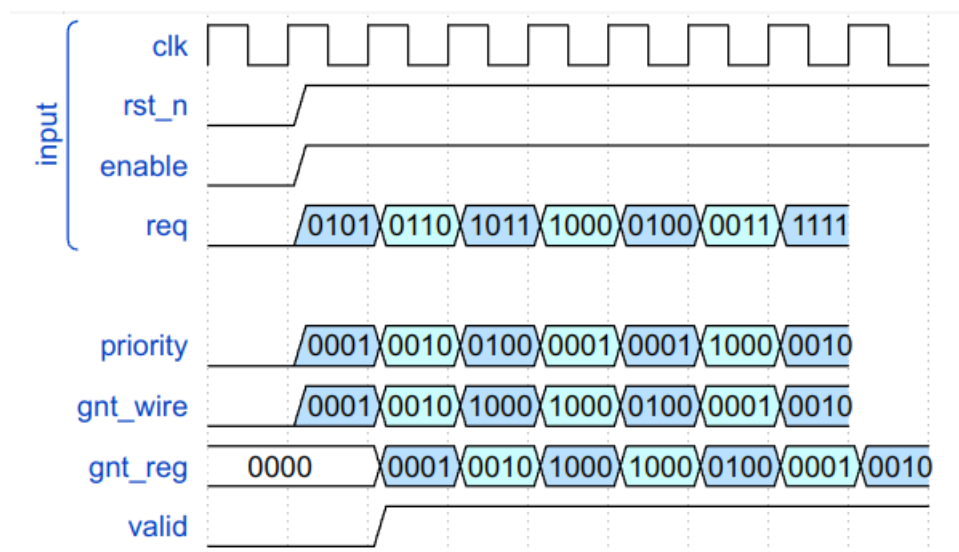 input
clk
rst_n
enable
req 0101 0110 1011 1000 0100 0011 1111
priority 0001 0010 0100 0001 0001 1000 0010
gnt_wire 0001 0010 1000 1000 0100 0001 0010
gnt_reg 0000 0001 0010 1000 1000 0100 0001 0010
valid